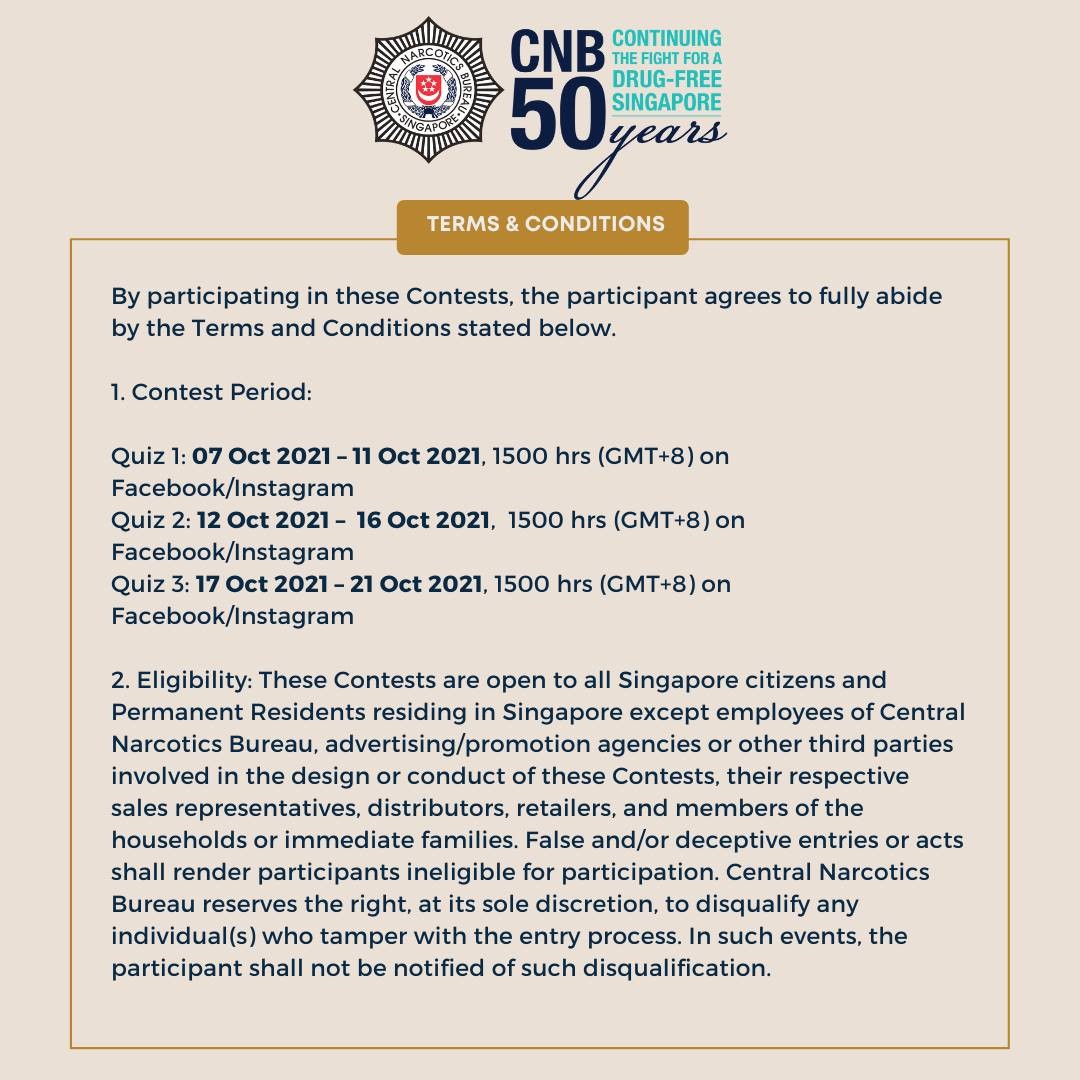 CENTRAL NARCOTICS BUREAU
SINGAPORE
CNB
50
years
CONTINUING
THE FIGHT FOR A
DRUG-FREE
SINGAPORE
TERMS & CONDITIONS
By participating in these Contests, the participant agrees to fully abide
by the Terms and Conditions stated below.
1. Contest Period:
Quiz 1: 07 Oct 2021 – 11 Oct 2021, 1500 hrs (GMT+8) on
Facebook/Instagram
Quiz 2: 12 Oct 2021 –  16 Oct 2021,  1500 hrs (GMT+8) on
Facebook/Instagram
Quiz 3: 17 Oct 2021 – 21 Oct 2021, 1500 hrs (GMT+8) on
Facebook/Instagram
2. Eligibility: These Contests are open to all Singapore citizens and
Permanent Residents residing in Singapore except employees of Central
Narcotics Bureau, advertising/promotion agencies or other third parties
involved in the design or conduct of these Contests, their respective
sales representatives, distributors, retailers, and members of the
households or immediate families. False and/or deceptive entries or acts
shall render participants ineligible for participation. Central Narcotics
Bureau reserves the right, at its sole discretion, to disqualify any
individual(s) who tamper with the entry process. In such events, the
participant shall not be notified of such disqualification.